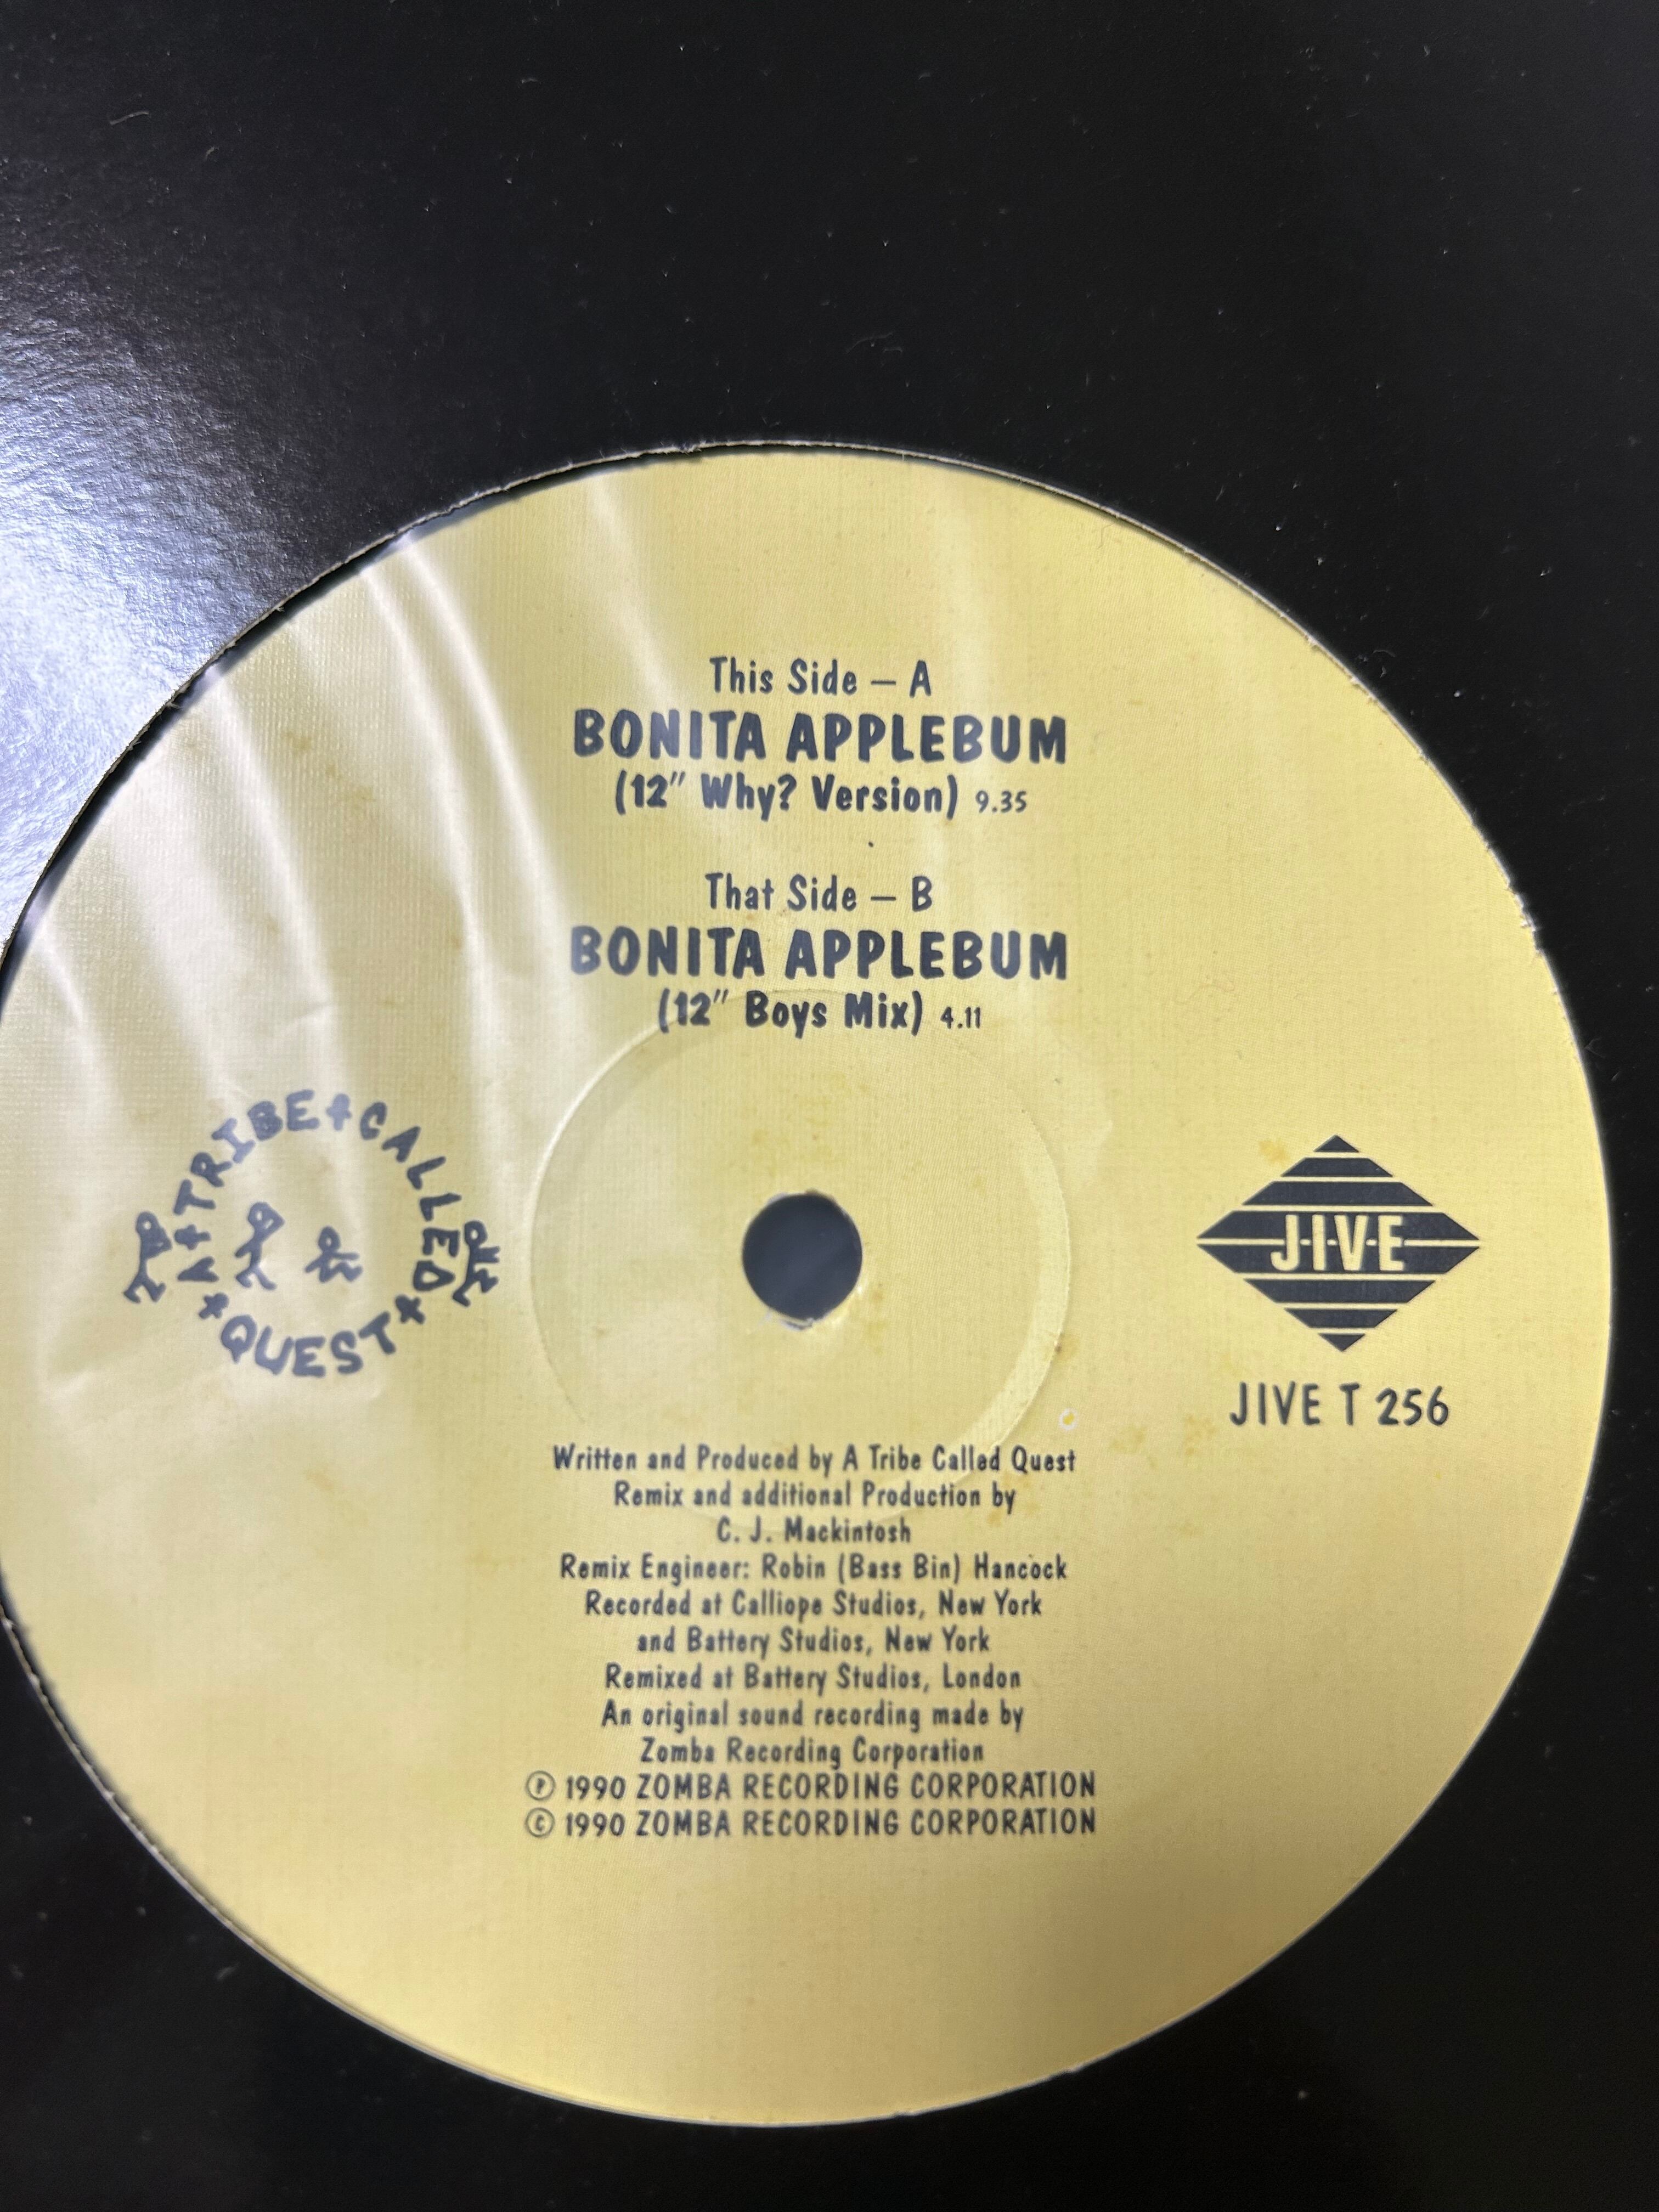 This Side – A
BONITA APPLEBUM
(12" Why? Version) 9.35
That Side – B
BONITA APPLEBUM
(12" Boys Mix) 4.11
A + TRIBE + CALLED + QUEST +
JIVE
JIVE T 256
Written and Produced by A Tribe Called Quest
Remix and additional Production by
C. J. Mackintosh
Remix Engineer: Robin (Bass Bin) Hancock
Recorded at Calliope Studios, New York
and Battery Studios, New York
Remixed at Battery Studios, London
An original sound recording made by
Zomba Recording Corporation
Ⓟ 1990 ZOMBA RECORDING CORPORATION
© 1990 ZOMBA RECORDING CORPORATION